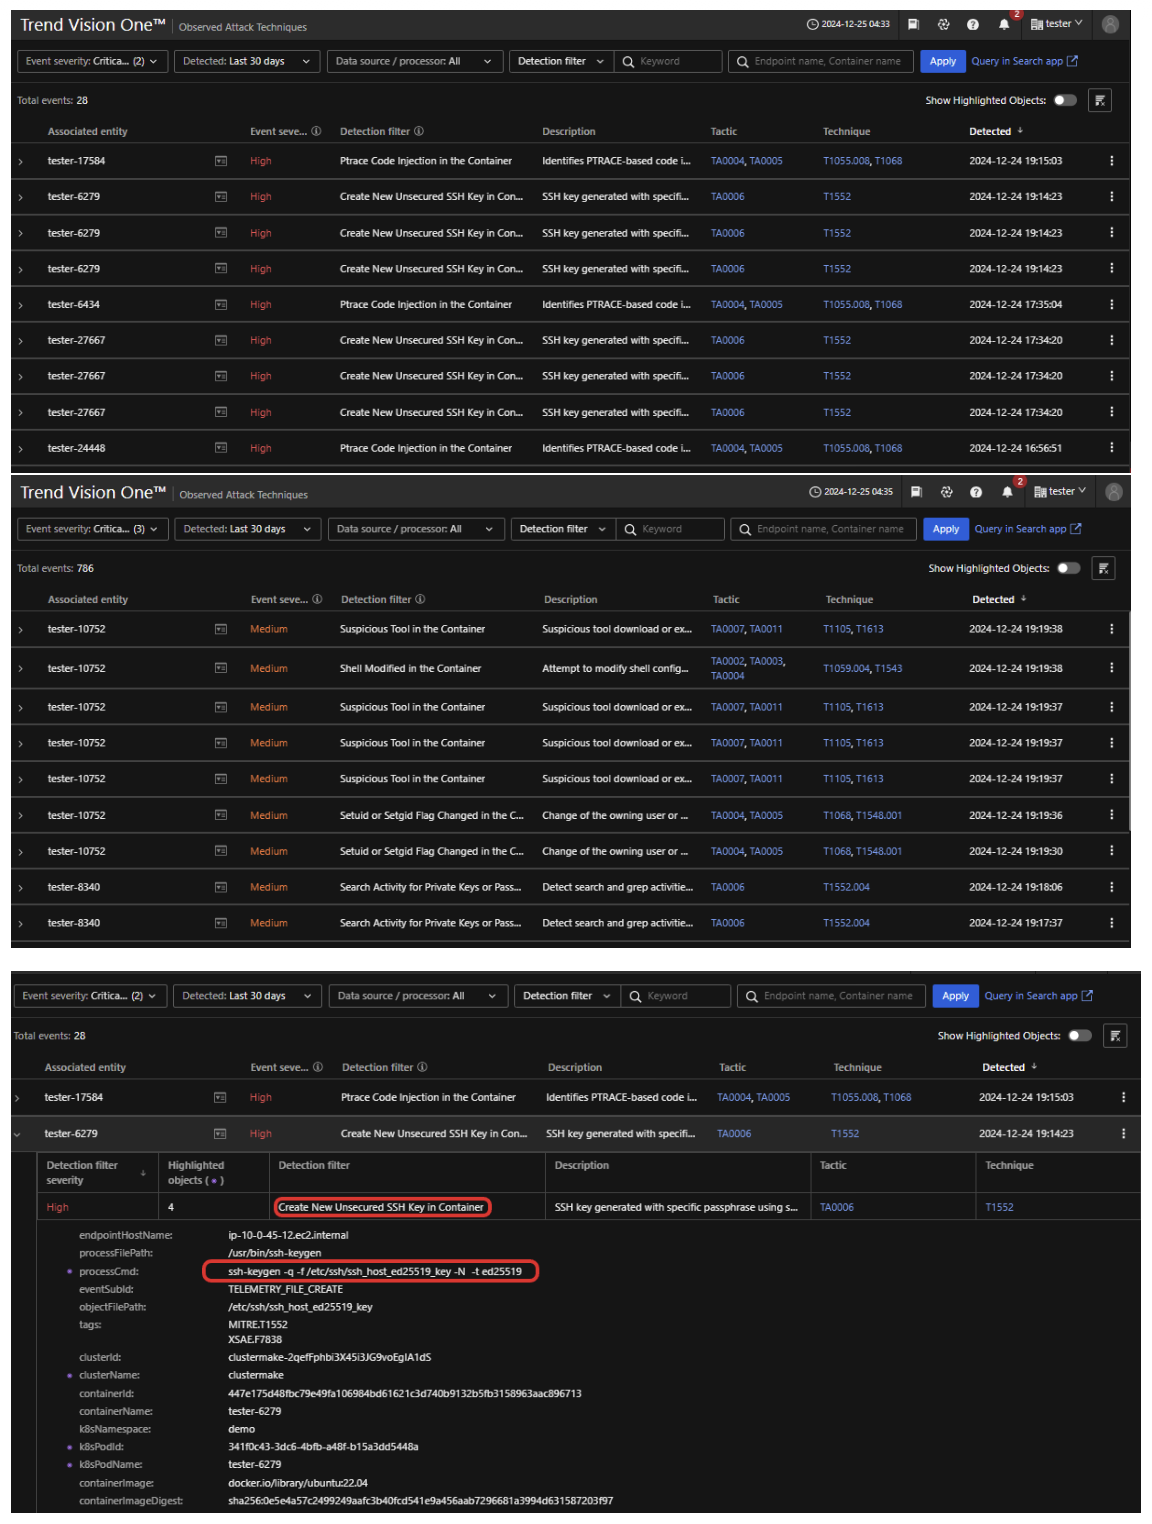 Trend Vision One™ | Observed Attack Techniques 2024-12-25 04:33 2 tester
Event severity: Critica... (2) Detected: Last 30 days Data source / processor: All Detection filter Keyword Endpoint name, Container name Apply Query in Search app
Total events: 28 Show Highlighted Objects:
Associated entity Event seve... Detection filter Description Tactic Technique Detected
tester-17584 High Ptrace Code Injection in the Container Identifies PTRACE-based code i... TA0004, TA0005 T1055.008, T1068 2024-12-24 19:15:03
tester-6279 High Create New Unsecured SSH Key in Con... SSH key generated with specifi... TA0006 T1552 2024-12-24 19:14:23
tester-6279 High Create New Unsecured SSH Key in Con... SSH key generated with specifi... TA0006 T1552 2024-12-24 19:14:23
tester-6279 High Create New Unsecured SSH Key in Con... SSH key generated with specifi... TA0006 T1552 2024-12-24 19:14:23
tester-6434 High Ptrace Code Injection in the Container Identifies PTRACE-based code i... TA0004, TA0005 T1055.008, T1068 2024-12-24 17:35:04
tester-27667 High Create New Unsecured SSH Key in Con... SSH key generated with specifi... TA0006 T1552 2024-12-24 17:34:20
tester-27667 High Create New Unsecured SSH Key in Con... SSH key generated with specifi... TA0006 T1552 2024-12-24 17:34:20
tester-27667 High Create New Unsecured SSH Key in Con... SSH key generated with specifi... TA0006 T1552 2024-12-24 17:34:20
tester-24448 High Ptrace Code Injection in the Container Identifies PTRACE-based code i... TA0004, TA0005 T1055.008, T1068 2024-12-24 16:56:51
Trend Vision One™ | Observed Attack Techniques 2024-12-25 04:35 2 tester
Event severity: Critica... (3) Detected: Last 30 days Data source / processor: All Detection filter Keyword Endpoint name, Container name Apply Query in Search app
Total events: 786 Show Highlighted Objects:
Associated entity Event seve... Detection filter Description Tactic Technique Detected
tester-10752 Medium Suspicious Tool in the Container Suspicious tool download or ex... TA0007, TA0011 T1105, T1613 2024-12-24 19:19:38
tester-10752 Medium Shell Modified in the Container Attempt to modify shell config... TA0002, TA0003, TA0004 T1059.004, T1543 2024-12-24 19:19:38
tester-10752 Medium Suspicious Tool in the Container Suspicious tool download or ex... TA0007, TA0011 T1105, T1613 2024-12-24 19:19:37
tester-10752 Medium Suspicious Tool in the Container Suspicious tool download or ex... TA0007, TA0011 T1105, T1613 2024-12-24 19:19:37
tester-10752 Medium Suspicious Tool in the Container Suspicious tool download or ex... TA0007, TA0011 T1105, T1613 2024-12-24 19:19:37
tester-10752 Medium Setuid or Setgid Flag Changed in the C... Change of the owning user or ... TA0004, TA0005 T1068, T1548.001 2024-12-24 19:19:36
tester-10752 Medium Setuid or Setgid Flag Changed in the C... Change of the owning user or ... TA0004, TA0005 T1068, T1548.001 2024-12-24 19:19:30
tester-8340 Medium Search Activity for Private Keys or Pass... Detect search and grep activitie... TA0006 T1552.004 2024-12-24 19:18:06
tester-8340 Medium Search Activity for Private Keys or Pass... Detect search and grep activitie... TA0006 T1552.004 2024-12-24 19:17:37
Event severity: Critica... (2) Detected: Last 30 days Data source / processor: All Detection filter Keyword Endpoint name, Container name Apply Query in Search app
Total events: 28 Show Highlighted Objects:
Associated entity Event seve... Detection filter Description Tactic Technique Detected
tester-17584 High Ptrace Code Injection in the Container Identifies PTRACE-based code i... TA0004, TA0005 T1055.008, T1068 2024-12-24 19:15:03
tester-6279 High Create New Unsecured SSH Key in Con... SSH key generated with specifi... TA0006 T1552 2024-12-24 19:14:23
Detection filter severity Highlighted objects ( ● ) Detection filter Description Tactic Technique
High 4 Create New Unsecured SSH Key in Container SSH key generated with specific passphrase using s... TA0006 T1552
endpointHostName: ip-10-0-45-12.ec2.internal
processFilePath: /usr/bin/ssh-keygen
processCmd: ssh-keygen -q -f /etc/ssh/ssh_host_ed25519_key -N -t ed25519
eventSubId: TELEMETRY_FILE_CREATE
objectFilePath: /etc/ssh/ssh_host_ed25519_key
tags: MITRE.T1552
XSAE.F7838
clusterId: clustermake-2qefFphbi3X45i3JG9voEgIA1dS
clusterName: clustermake
containerId: 447e175d48fbc79e49fa106984bd61621c3d740b9132b5fb3158963aac896713
containerName: tester-6279
k8sNamespace: demo
k8sPodId: 341f0c43-3dc6-4bfb-a48f-b15a3dd5448a
k8sPodName: tester-6279
containerImage: docker.io/library/ubuntu:22.04
containerImageDigest: sha256:0e5e4a57c2499249aafc3b40fcd541e9a456aab7296681a3994d631587203f97